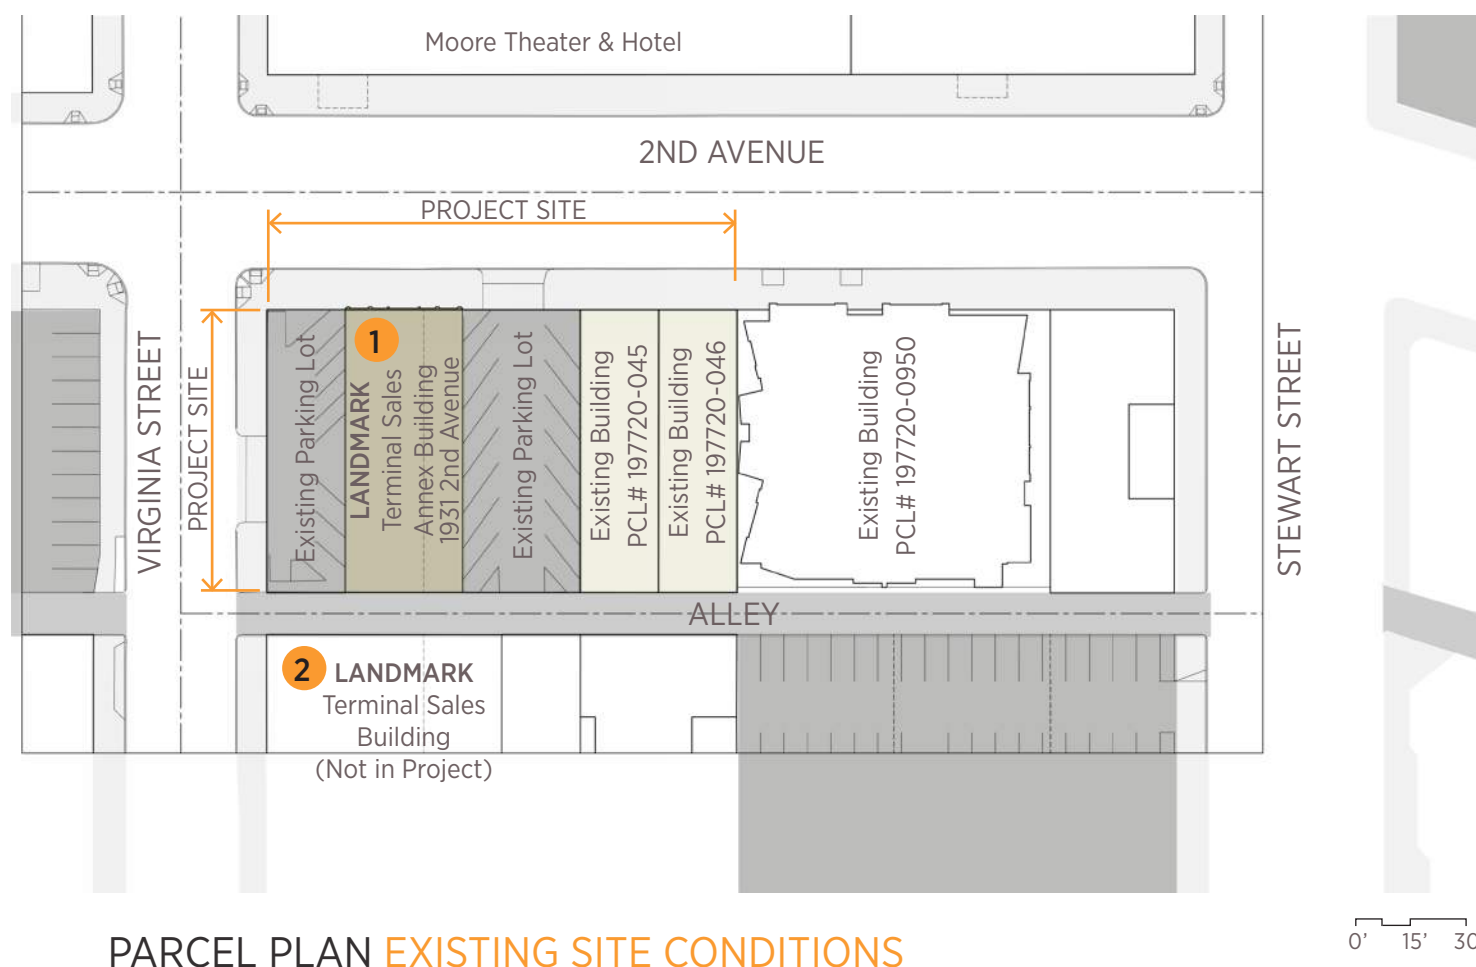 Moore Theater & Hotel
2ND AVENUE
PROJECT SITE
VIRGINIA STREET
PROJECT SITE
Existing Parking Lot
1
LANDMARK
Terminal Sales
Annex Building
1931 2nd Avenue
Existing Parking Lot
Existing Building
PCL# 197720-045
Existing Building
PCL# 197720-046
Existing Building
PCL# 197720-0950
STEWART STREET
ALLEY
2
LANDMARK
Terminal Sales
Building
(Not in Project)
PARCEL PLAN EXISTING SITE CONDITIONS
0' 15' 30